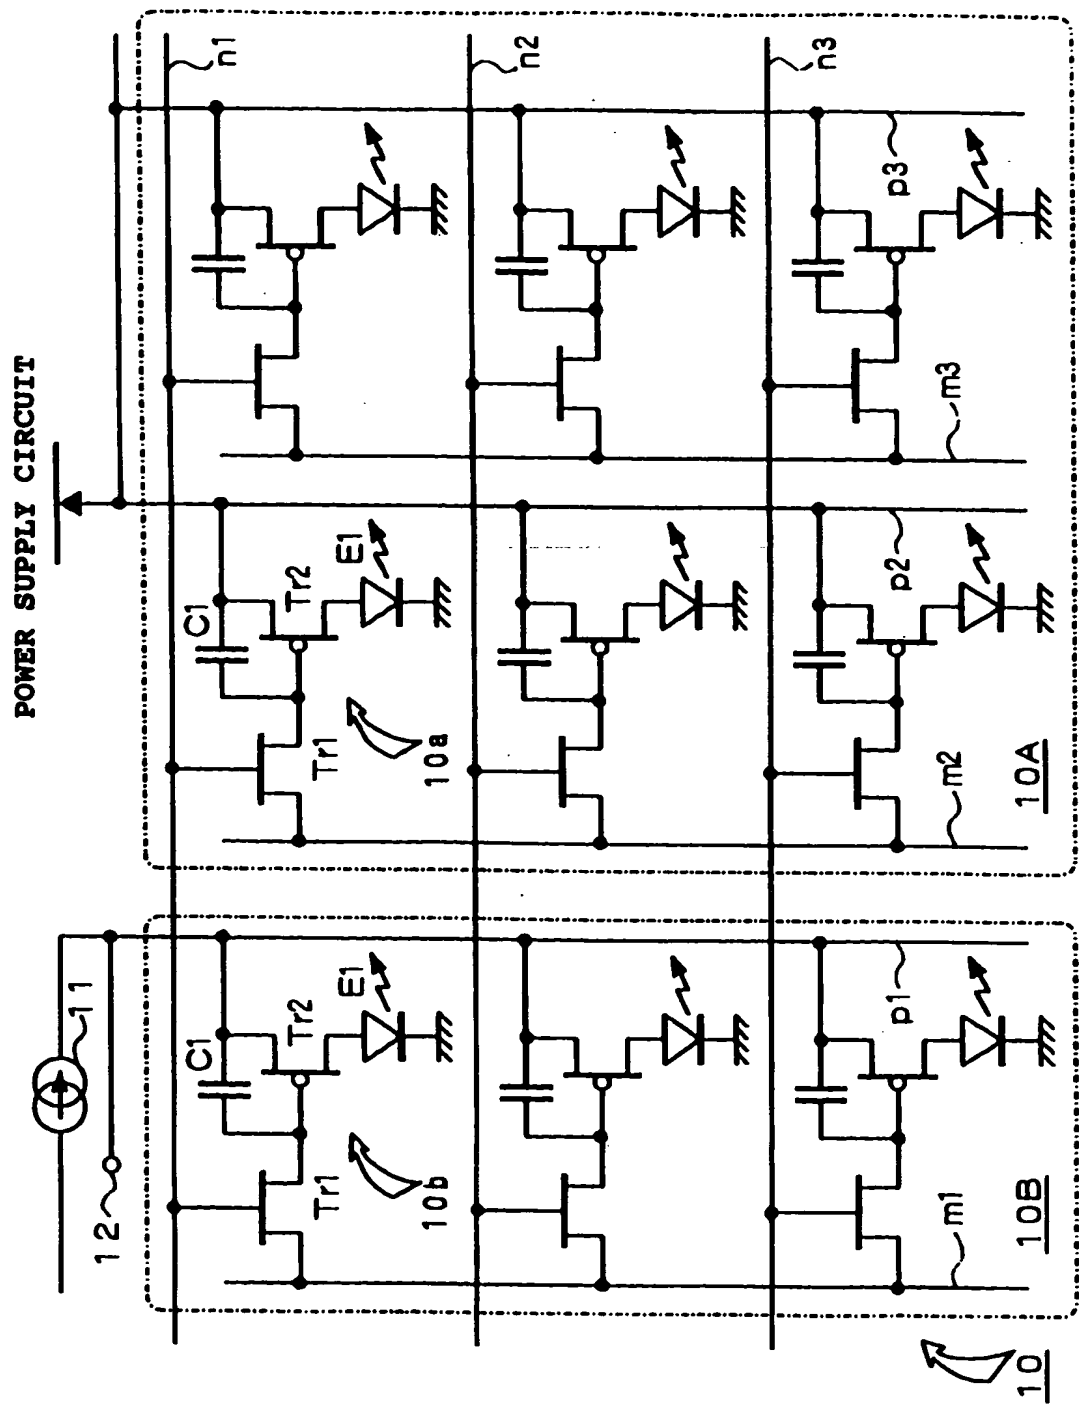 POWER SUPPLY CIRCUIT
11
12
C1
Tr1
Tr2
E1
10b
C1
Tr1
Tr2
E1
10a
n1
n2
n3
p1
p2
p3
m1
m2
m3
10B
10A
10